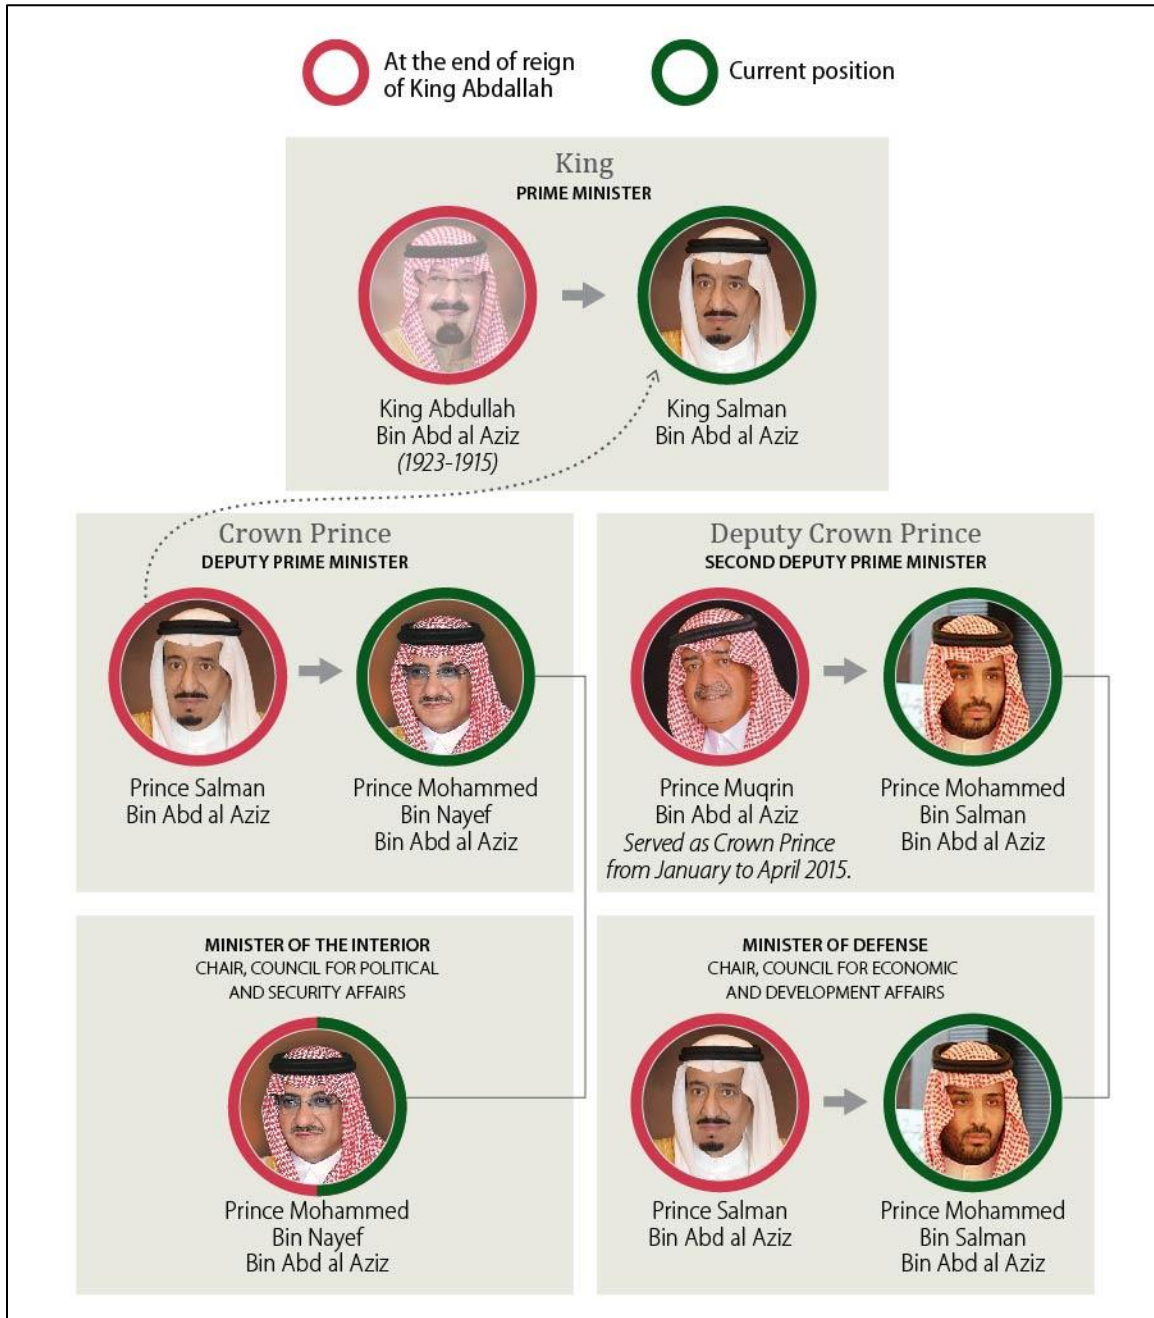 At the end of reign
of King Abdallah
Current position
King
PRIME MINISTER
King Abdullah
Bin Abd al Aziz
(1923-1915)
King Salman
Bin Abd al Aziz
Crown Prince
DEPUTY PRIME MINISTER
Prince Salman
Bin Abd al Aziz
Prince Mohammed
Bin Nayef
Bin Abd al Aziz
Deputy Crown Prince
SECOND DEPUTY PRIME MINISTER
Prince Muqrin
Bin Abd al Aziz
Served as Crown Prince
from January to April 2015.
Prince Mohammed
Bin Salman
Bin Abd al Aziz
MINISTER OF THE INTERIOR
CHAIR, COUNCIL FOR POLITICAL
AND SECURITY AFFAIRS
Prince Mohammed
Bin Nayef
Bin Abd al Aziz
MINISTER OF DEFENSE
CHAIR, COUNCIL FOR ECONOMIC
AND DEVELOPMENT AFFAIRS
Prince Salman
Bin Abd al Aziz
Prince Mohammed
Bin Salman
Bin Abd al Aziz